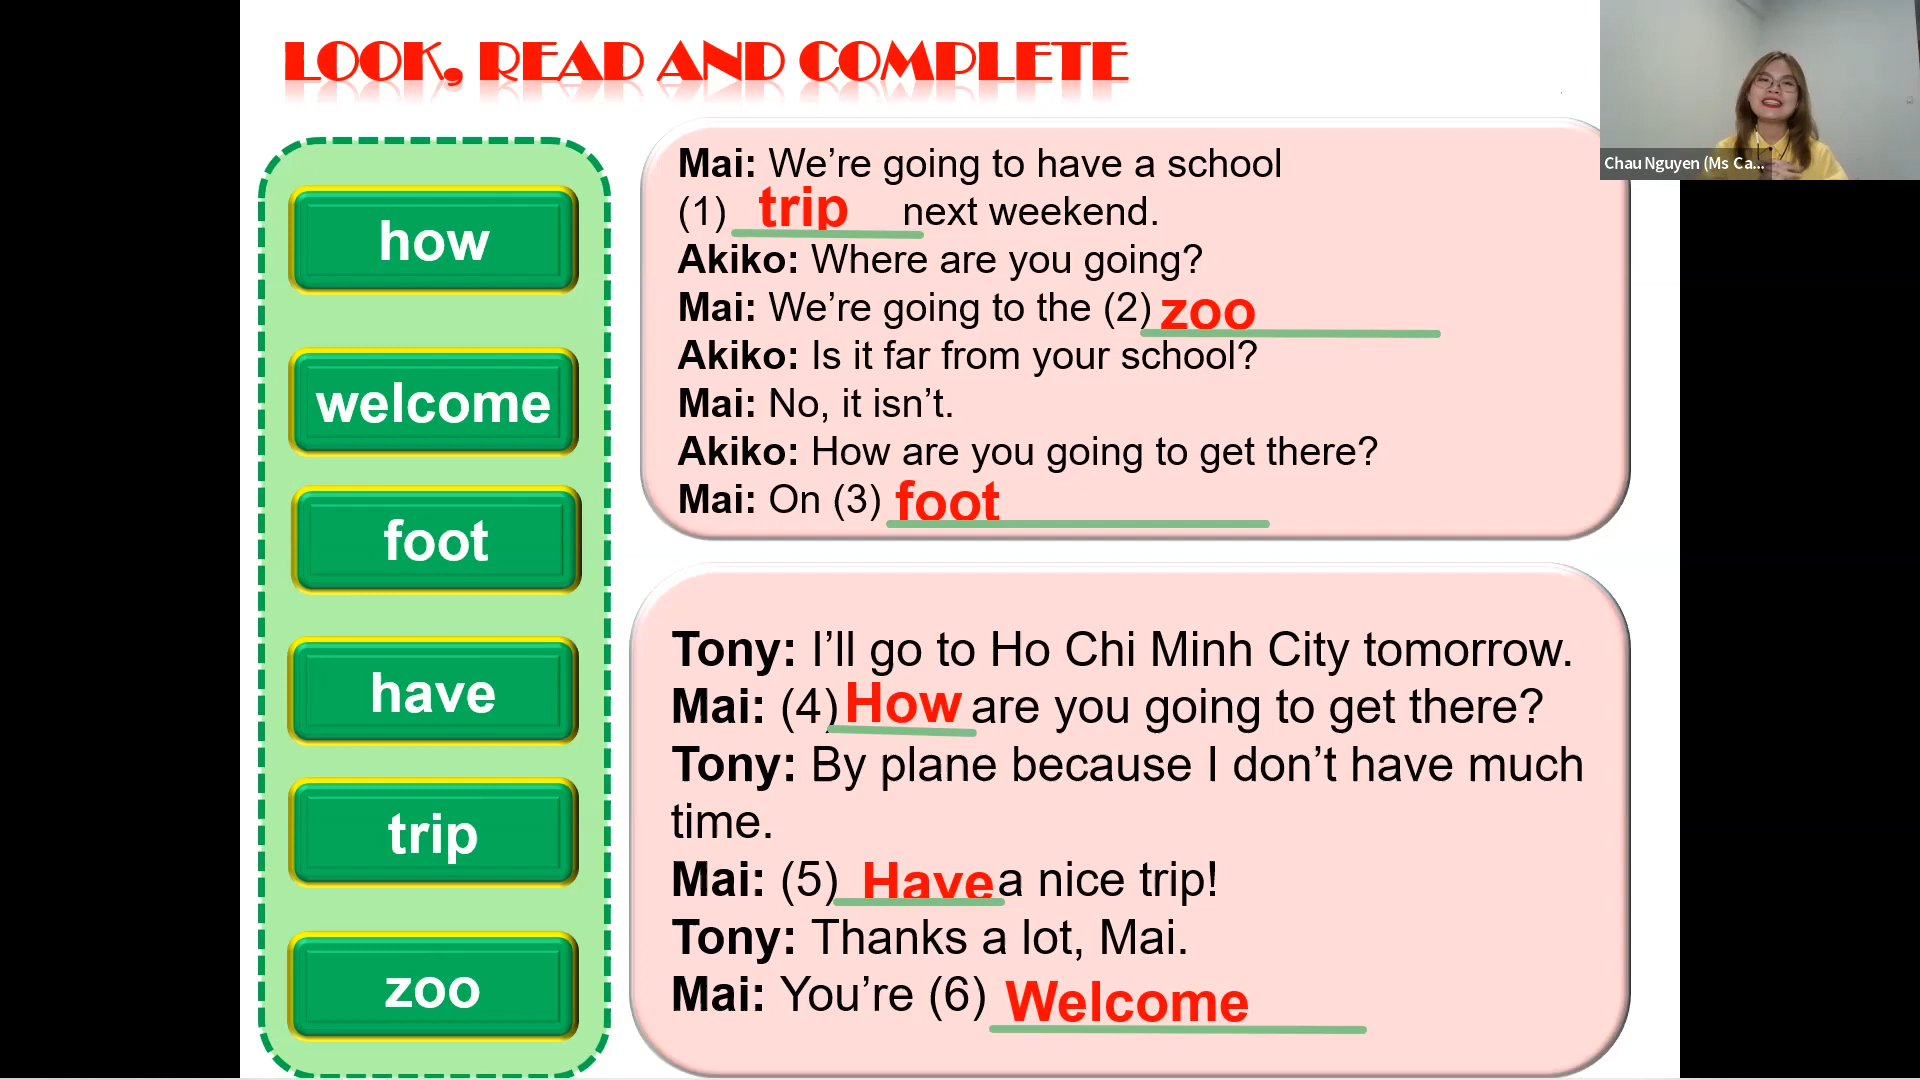 LOOK, READ AND COMPLETE
how
welcome
foot
have
trip
zoo
Mai: We’re going to have a school
(1) trip next weekend.
Akiko: Where are you going?
Mai: We’re going to the (2) zoo
Akiko: Is it far from your school?
Mai: No, it isn’t.
Akiko: How are you going to get there?
Mai: On (3) foot
Tony: I’ll go to Ho Chi Minh City tomorrow.
Mai: (4) How are you going to get there?
Tony: By plane because I don’t have much
time.
Mai: (5) Have a nice trip!
Tony: Thanks a lot, Mai.
Mai: You’re (6) Welcome
Chau Nguyen (Ms Ca...